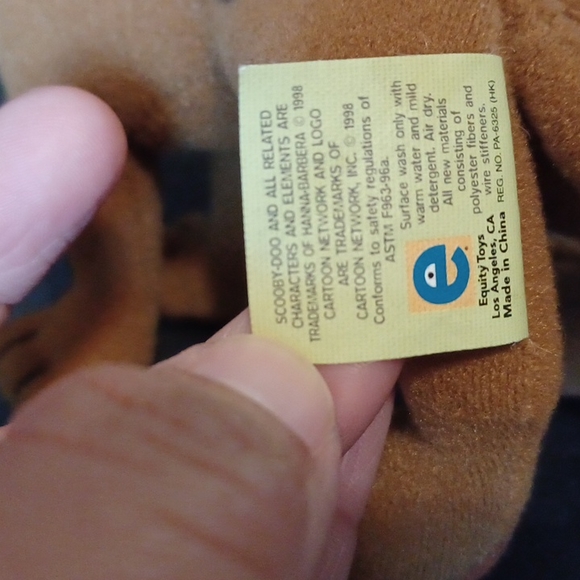 SCOOBY-DOO AND ALL RELATED
CHARACTERS AND ELEMENTS ARE
TRADEMARKS OF HANNA-BARBERA © 1998
CARTOON NETWORK AND LOGO
ARE TRADEMARKS OF
CARTOON NETWORK, INC. © 1998
Conforms to safety regulations of
ASTM F963-96a.
Surface wash only with
warm water and mild
detergent. Air dry.
All new materials
consisting of
polyester fibers and
wire stiffeners.
REG. NO. PA-6325 (HK)
e
Equity Toys
Los Angeles, CA
Made in China